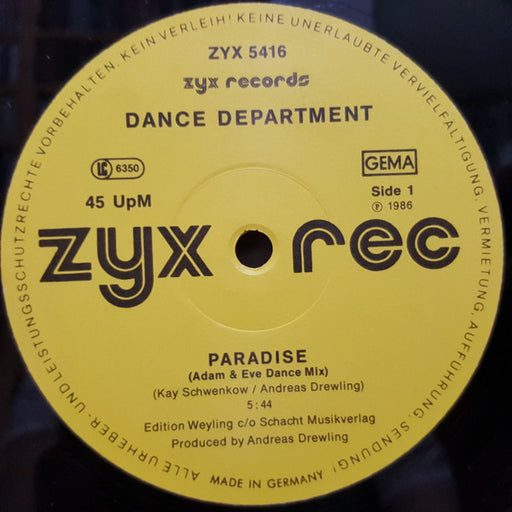 ALLE URHEBER- UND LEISTUNGSSCHUTZRECHTE VORBEHALTEN. KEIN VERLEIH! KEINE UNERLAUBTE VERVIELFÄLTIGUNG, VERMIETUNG, AUFFÜHRUNG, SENDUNG!
ZYX 5416
zyx records
DANCE DEPARTMENT
LC 6350
GEMA
45 UpM
Side 1
℗ 1986
zyx rec
PARADISE
(Adam & Eve Dance Mix)
(Kay Schwenkow / Andreas Drewling)
5:44
Edition Weyling c/o Schacht Musikverlag
Produced by Andreas Drewling
MADE IN GERMANY